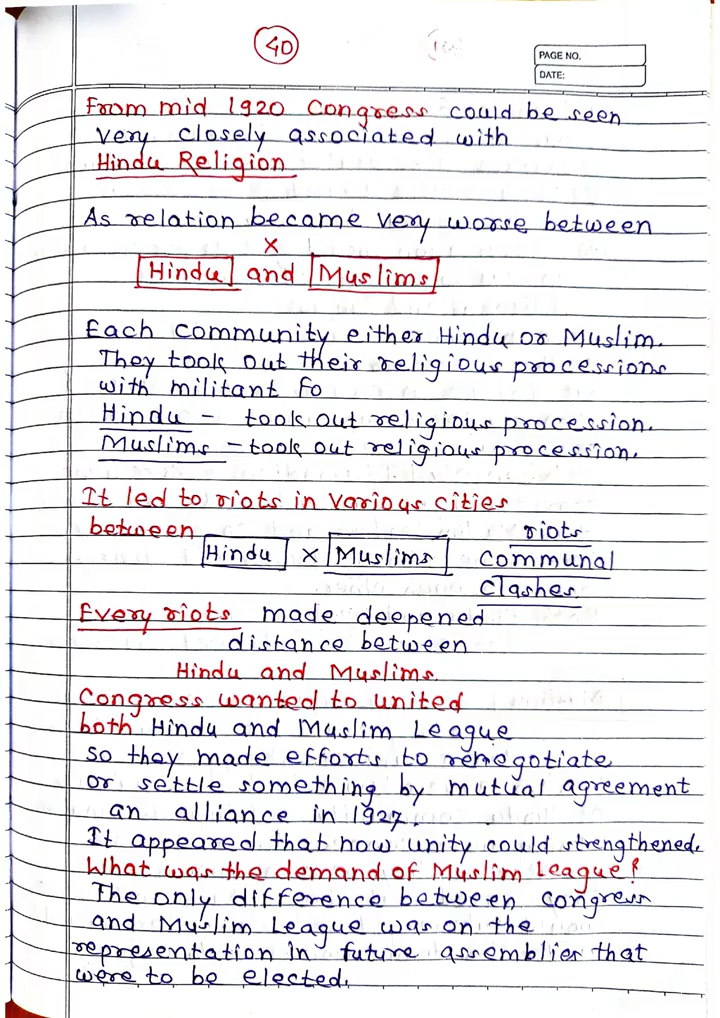 40
PAGE NO.
DATE:
From mid 1920 Congress could be seen
very closely associated with
Hindu Religion
As relation became very worse between
x
Hindu and Muslims
Each community either Hindu or Muslim.
They took out their religious processions
with militant fo
Hindu - took out religious procession.
Muslims - took out religious procession.
It led to riots in various cities
between Hindu x Muslims
riots
communal
clashes
Every riots made deepened
distance between
Hindu and Muslims.
Congress wanted to united
both Hindu and Muslim League
so they made efforts to renegotiate
or settle something by mutual agreement
an alliance in 1927.
It appeared that now unity could strengthened.
What was the demand of Muslim League?
The only difference between Congress
and Muslim League was on the
representation in future assemblies that
were to be elected.